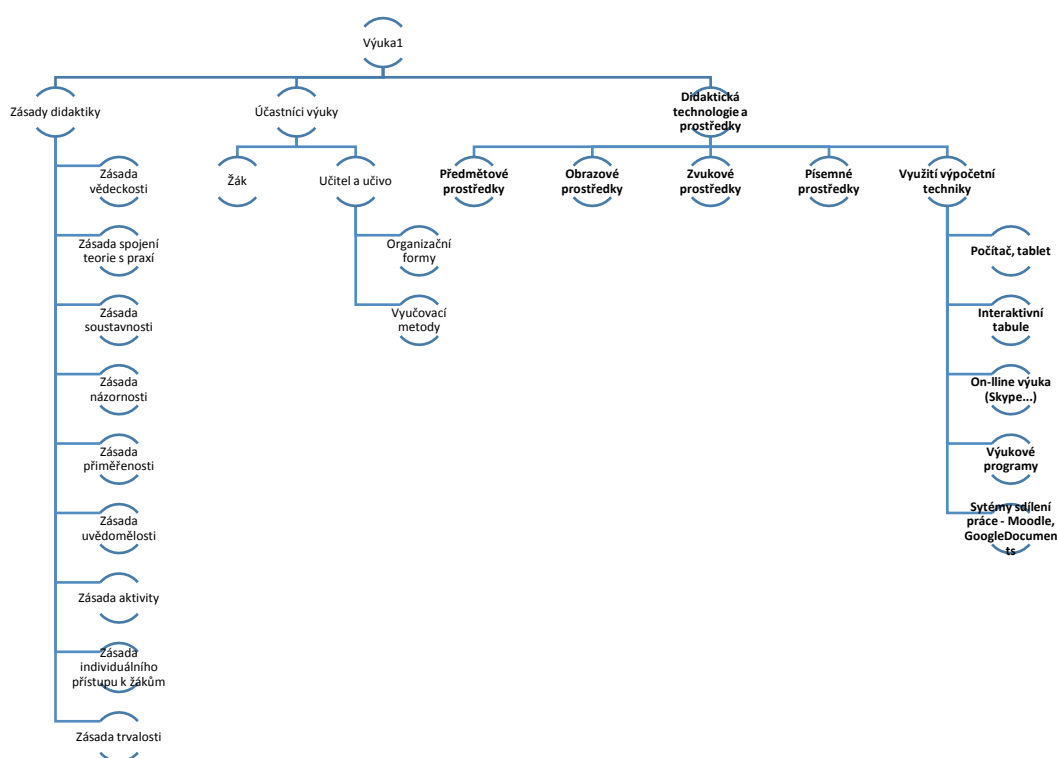 Výuka1
Zásady didaktiky
Zásada
vědeckosti
Zásada spojení
teorie s praxí
Zásada
soustavnosti
Zásada
názornosti
Zásada
přiměřenosti
Zásada
uvědomělosti
Zásada aktivity
Zásada
individuálního
přístupu k žákům
Zásada trvalosti
Účastníci výuky
Žák
Učitel a učivo
Organizační
formy
Vyučovací
metody
Didaktická
technologie a
prostředky
Předmětové
prostředky
Obrazové
prostředky
Zvukové
prostředky
Písemné
prostředky
Využití výpočetní
techniky
Počítač, tablet
Interaktivní
tabule
On-lline výuka
(Skype...)
Výukové
programy
Sytémy sdílení
práce - Moodle,
GoogleDocumen
ts